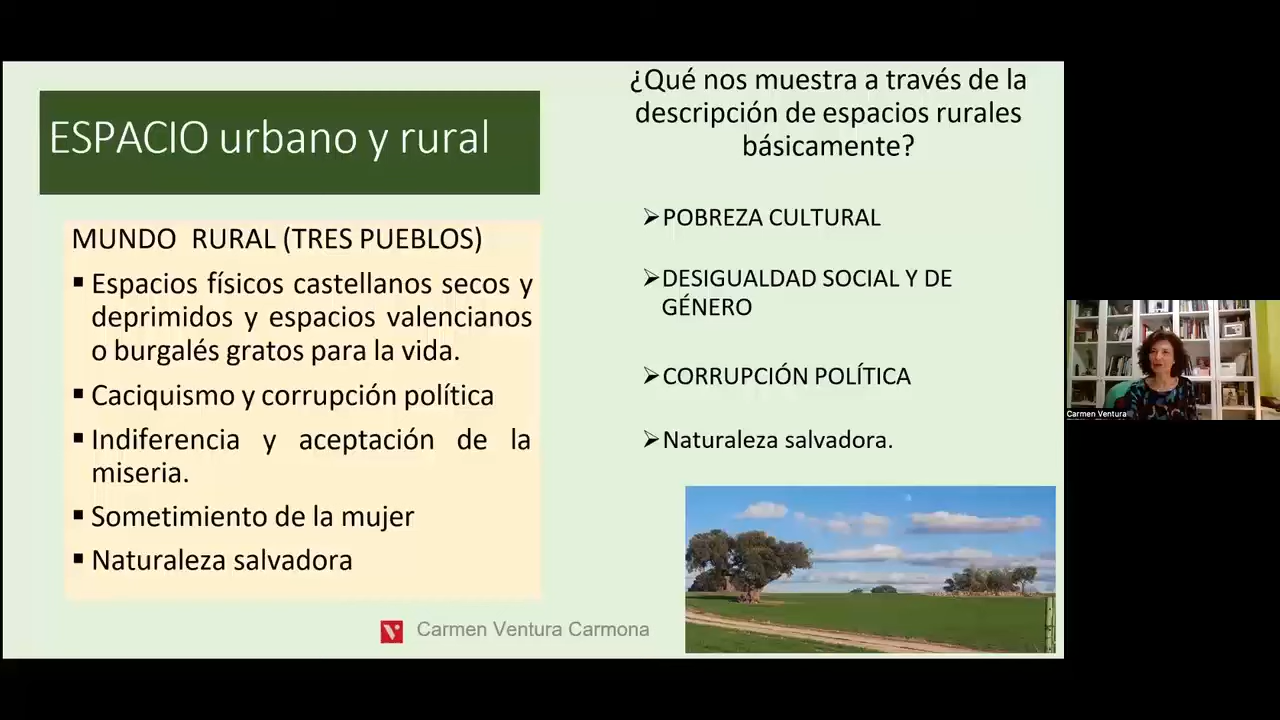 ESPACIO urbano y rural
MUNDO RURAL (TRES PUEBLOS)
▪ Espacios físicos castellanos secos y
deprimidos y espacios valencianos
o burgalés gratos para la vida.
▪ Caciquismo y corrupción política
▪ Indiferencia y aceptación de la
miseria.
▪ Sometimiento de la mujer
▪ Naturaleza salvadora
¿Qué nos muestra a través de la
descripción de espacios rurales
básicamente?
➢POBREZA CULTURAL
➢DESIGUALDAD SOCIAL Y DE
GÉNERO
➢CORRUPCIÓN POLÍTICA
➢Naturaleza salvadora.
Carmen Ventura Carmona
Carmen Ventura